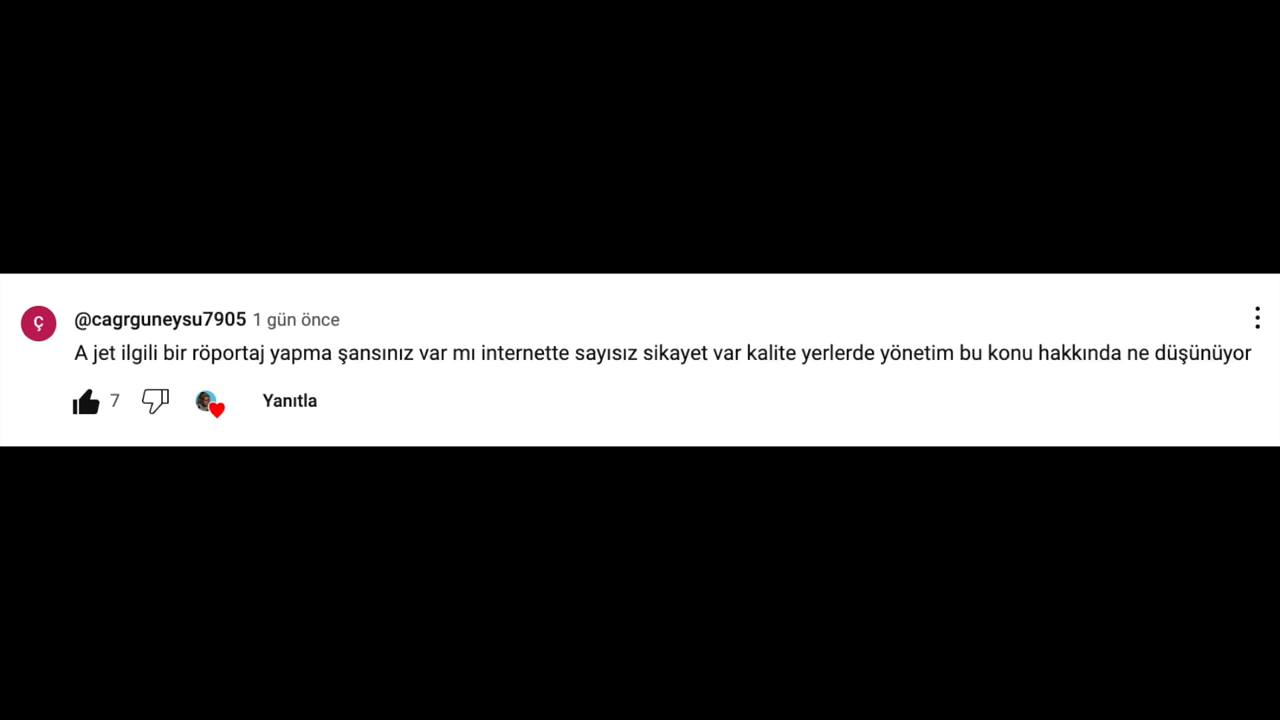 Ç
@cagrguneysu7905 1 gün önce
A jet ilgili bir röportaj yapma şansınız var mı internette sayısız sikayet var kalite yerlerde yönetim bu konu hakkında ne düşünüyor
7 Yanıtla